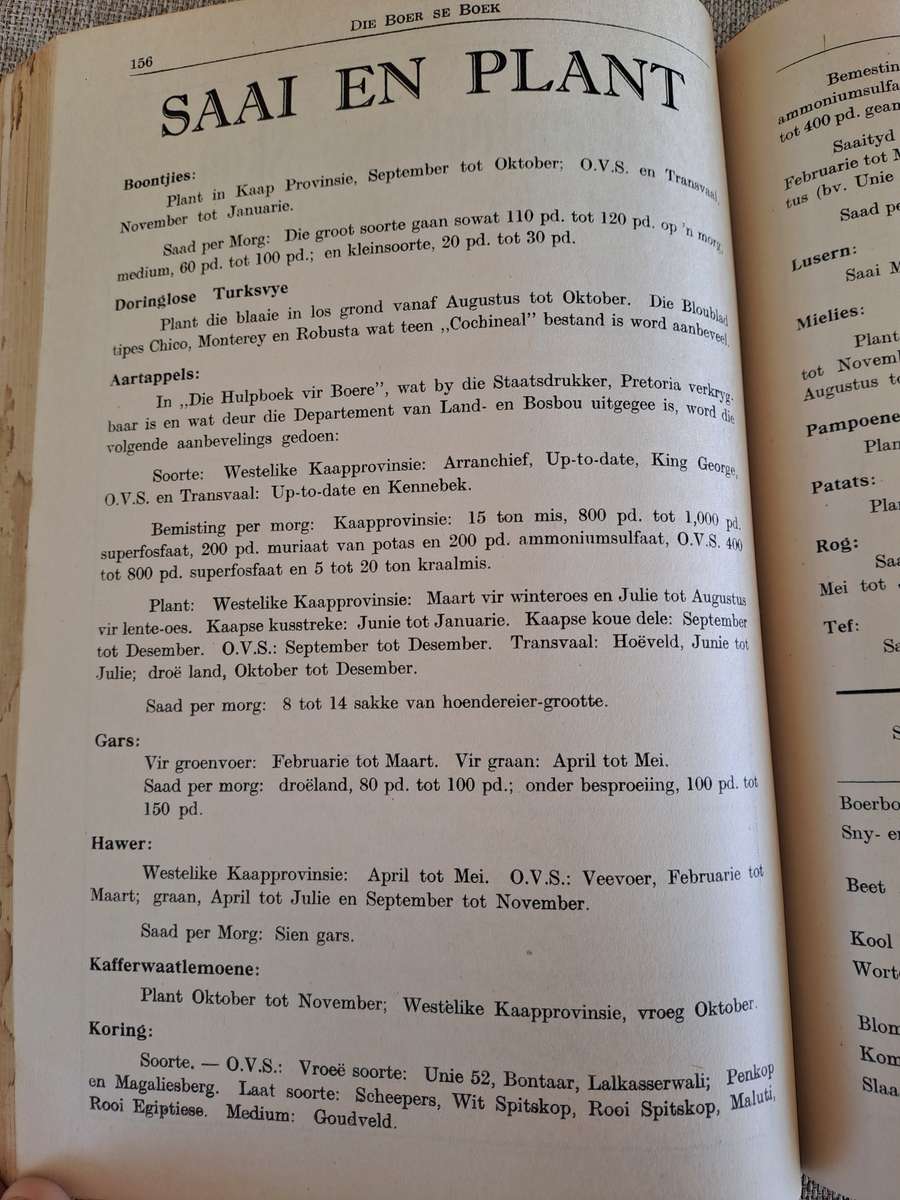 156
DIE BOER SE BOEK
SAAI EN PLANT
Boontjies:
Plant in Kaap Provinsie, September tot Oktober; O.V.S. en Transvaal,
November tot Januarie.
Saad per Morg: Die groot soorte gaan sowat 110 pd. tot 120 pd. op 'n morg,
medium, 60 pd. tot 100 pd.; en kleinsoorte, 20 pd. tot 30 pd.
Doringlose Turksvye
Plant die blaaie in los grond vanaf Augustus tot Oktober. Die Bloublad
tipes Chico, Monterey en Robusta wat teen ,,Cochineal” bestand is word aanbeveel.
Aartappels:
In ,,Die Hulpboek vir Boere”, wat by die Staatsdrukker, Pretoria verkryg-
baar is en wat deur die Departement van Land- en Bosbou uitgegee is, word die
volgende aanbevelings gedoen:
Soorte: Westelike Kaapprovinsie: Arranchief, Up-to-date, King George,
O.V.S. en Transvaal: Up-to-date en Kennebek.
Bemisting per morg: Kaapprovinsie: 15 ton mis, 800 pd. tot 1,000 pd.
superfosfaat, 200 pd. muriaat van potas en 200 pd. ammoniumsulfaat, O.V.S. 400
tot 800 pd. superfosfaat en 5 tot 20 ton kraalmis.
Plant: Westelike Kaapprovinsie: Maart vir winteroes en Julie tot Augustus
vir lente-oes. Kaapse kusstreke: Junie tot Januarie. Kaapse koue dele: September
tot Desember. O.V.S.: September tot Desember. Transvaal: Hoëveld, Junie tot
Julie; droë land, Oktober tot Desember.
Saad per morg: 8 tot 14 sakke van hoendereier-grootte.
Gars:
Vir groenvoer: Februarie tot Maart. Vir graan: April tot Mei.
Saad per morg: droëland, 80 pd. tot 100 pd.; onder besproeiing, 100 pd. tot
150 pd.
Hawer:
Westelike Kaapprovinsie: April tot Mei. O.V.S.: Veevoer, Februarie tot
Maart; graan, April tot Julie en September tot November.
Saad per Morg: Sien gars.
Kafferwaatlemoene:
Plant Oktober tot November; Westelike Kaapprovinsie, vroeg Oktober.
Koring:
Soorte. — O.V.S.: Vroeë soorte: Unie 52, Bontaar, Lalkasserwali; Penkop
en Magaliesberg. Laat soorte: Scheepers, Wit Spitskop, Rooi Spitskop, Maluti,
Rooi Egiptiese. Medium: Goudveld.
Bemestin
ammoniumsulfa
tot 400 pd. gean
Saaityd
Februarie tot M
tus (bv. Unie
Saad pe
Lusern:
Saai M
Mielies:
Plant
tot Novemb
Augustus to
Pampoene
Plan
Patats:
Pla
Rog:
Saa
Mei tot
Tef:
Sa
S
Boerbo
Sny- en
Beet
Kool
Wort
Blom
Kom
Slaa